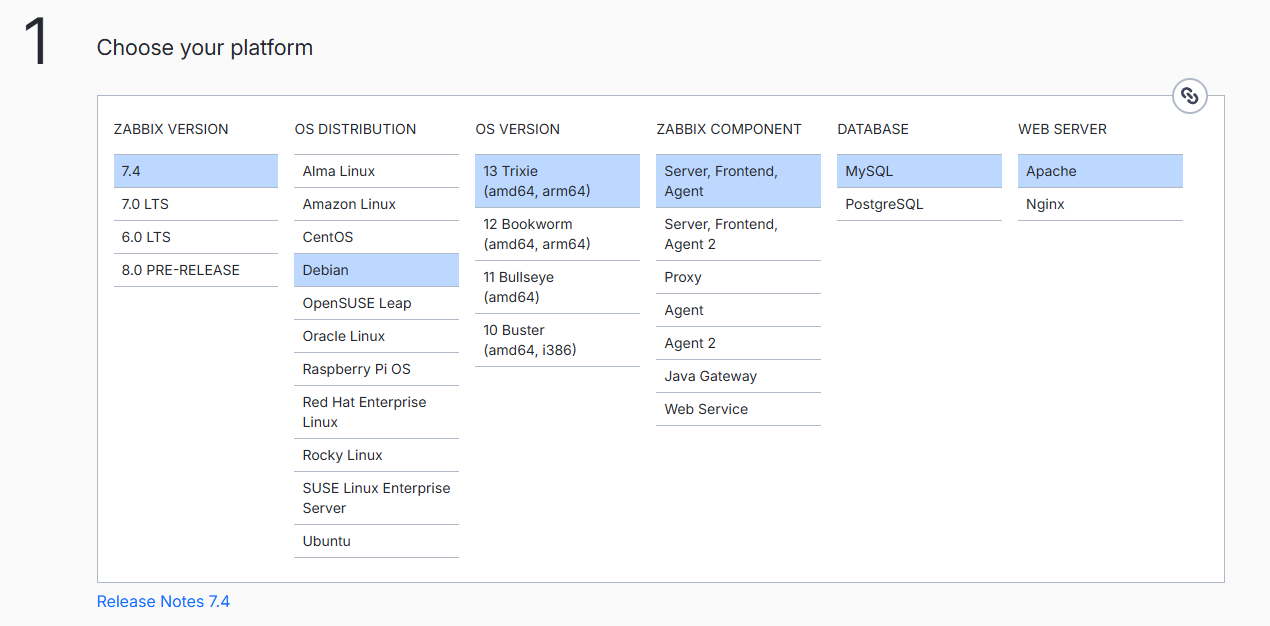 1
Choose your platform
ZABBIX VERSION
7.4
7.0 LTS
6.0 LTS
8.0 PRE-RELEASE
OS DISTRIBUTION
Alma Linux
Amazon Linux
CentOS
Debian
OpenSUSE Leap
Oracle Linux
Raspberry Pi OS
Red Hat Enterprise
Linux
Rocky Linux
SUSE Linux Enterprise
Server
Ubuntu
OS VERSION
13 Trixie
(amd64, arm64)
12 Bookworm
(amd64, arm64)
11 Bullseye
(amd64)
10 Buster
(amd64, i386)
ZABBIX COMPONENT
Server, Frontend,
Agent
Server, Frontend,
Agent 2
Proxy
Agent
Agent 2
Java Gateway
Web Service
DATABASE
MySQL
PostgreSQL
WEB SERVER
Apache
Nginx
Release Notes 7.4